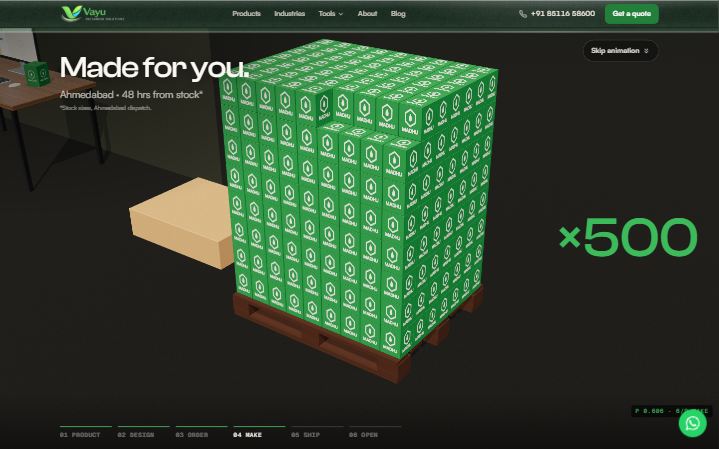 Vayu
Products Industries Tools About Blog
+91 85116 58600
Get a quote
Skip animation
Made for you.
Ahmedabad • 48 hrs from stock*
*Stock sizes, Ahmedabad dispatch.
MADHU
×500
01 PRODUCT 02 DESIGN 03 ORDER 04 MAKE 05 SHIP 06 OPEN